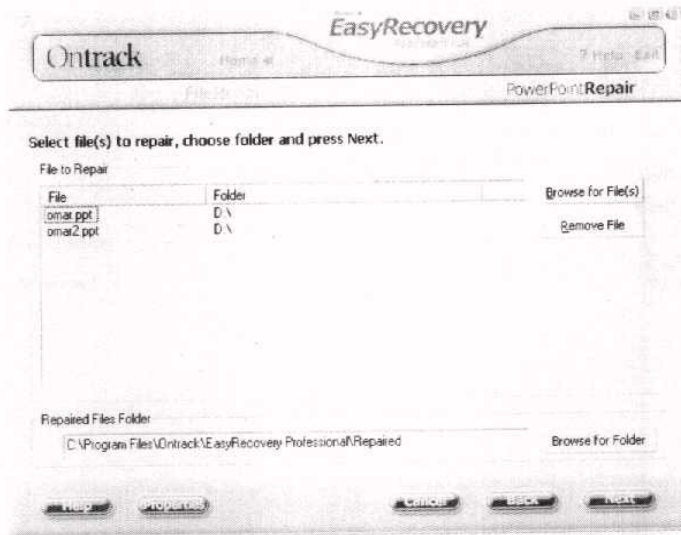 EasyRecovery
Ontrack
Home
? Help Exit
PowerPointRepair
Select file(s) to repair, choose folder and press Next.
File to Repair
File Folder Browse for File(s)
omar.ppt D:\
omar2.ppt D:\ Remove File
Repaired Files Folder
C:\Program Files\Ontrack\EasyRecovery Professional\Repaired Browse for Folder
Help Properties Cancel Back Next